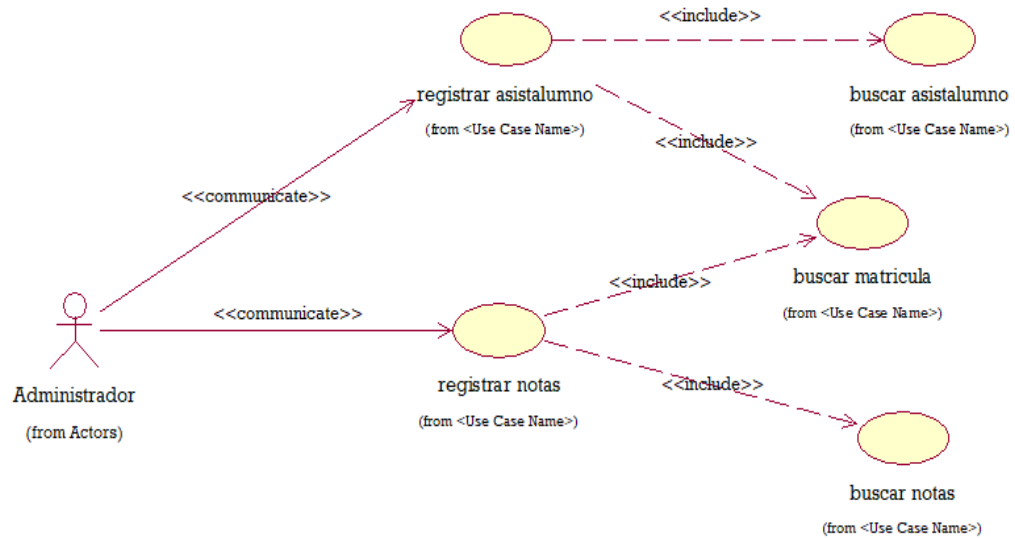 <<include>>
registrar asistalumno
(from <Use Case Name>)
buscar asistalumno
(from <Use Case Name>)
<<include>>
<<communicate>>
buscar matricula
(from <Use Case Name>)
<<include>>
<<communicate>>
Administrador
(from Actors)
registrar notas
(from <Use Case Name>)
<<include>>
buscar notas
(from <Use Case Name>)